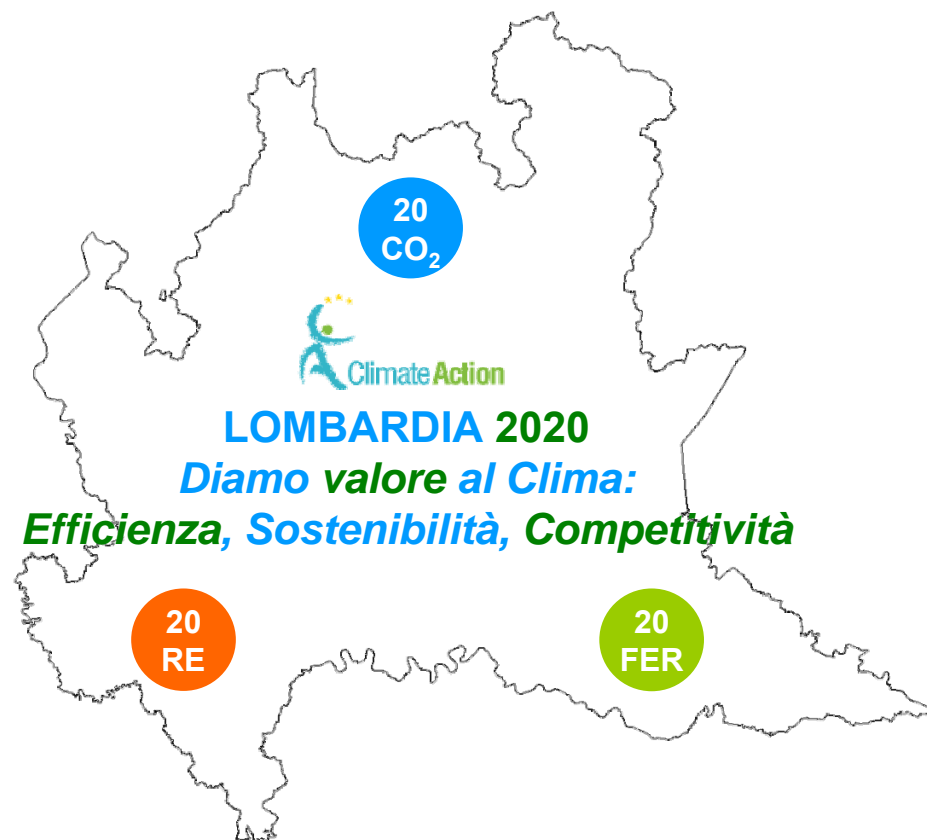 20
CO₂
Climate Action
LOMBARDIA 2020
Diamo valore al Clima:
Efficienza, Sostenibilità, Competitività
20
RE
20
FER